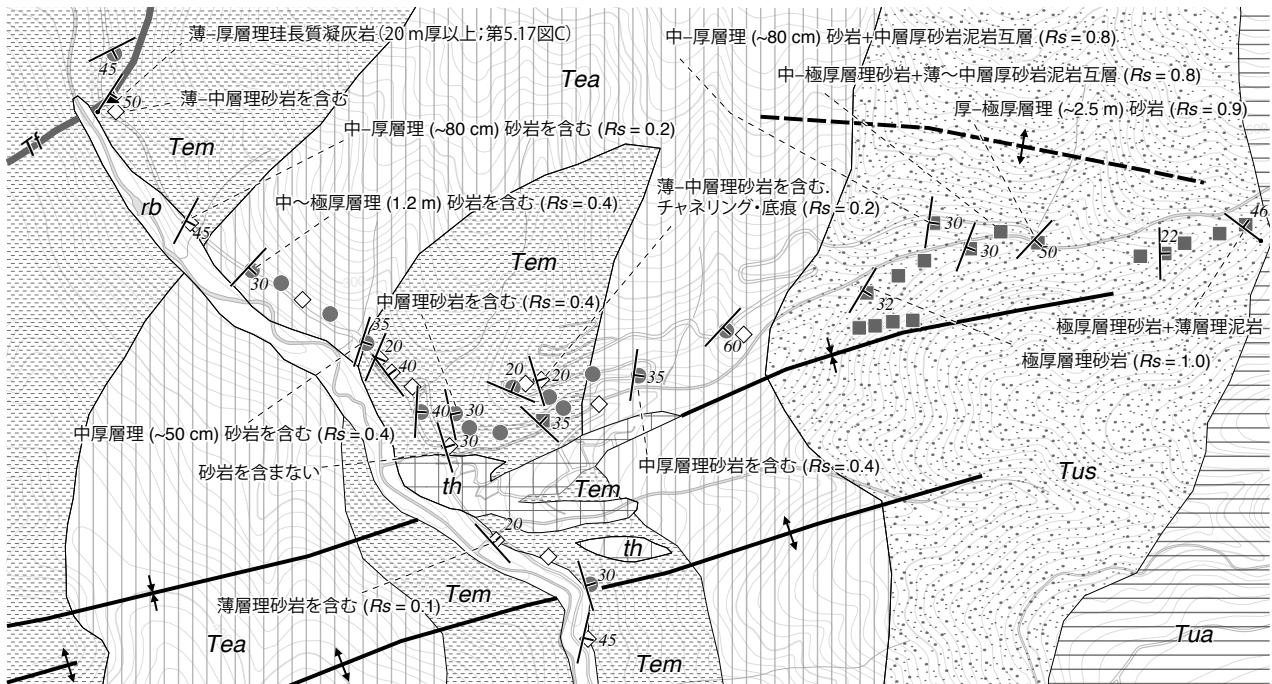 薄–厚層理珪長質凝灰岩(20 m厚以上;第5.17図C)
中–厚層理 (~80 cm) 砂岩+中層厚砂岩泥岩互層 (Rs = 0.8)
45
Tea
中–極厚層理砂岩+薄〜中層厚砂岩泥岩互層 (Rs = 0.8)
50
薄–中層理砂岩を含む
厚–極厚層理 (~2.5 m) 砂岩 (Rs = 0.9)
Tf
Tem
中–厚層理 (~80 cm) 砂岩を含む (Rs = 0.2)
薄–中層理砂岩を含む.
チャネリング・底痕 (Rs = 0.2)
rb
中〜極厚層理 (1.2 m) 砂岩を含む (Rs = 0.4)
45
30
30
50
22
46
Tem
30
中層理砂岩を含む (Rs = 0.4)
32
35
20
40
60
極厚層理砂岩+薄層理泥岩
極厚層理砂岩 (Rs = 1.0)
20
20
35
40
30
35
中厚層理 (~50 cm) 砂岩を含む (Rs = 0.4)
30
砂岩を含まない
中厚層理砂岩を含む (Rs = 0.4)
th
Tem
Tus
20
th
30
薄層理砂岩を含む (Rs = 0.1)
Tem
Tea
45
Tem
Tua